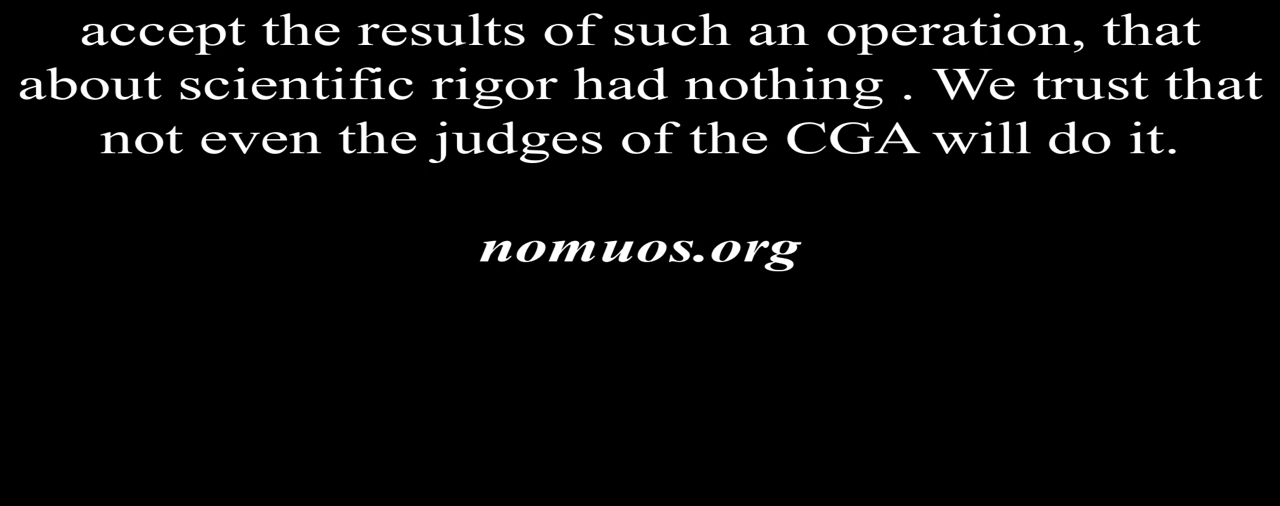 accept the results of such an operation, that
about scientific rigor had nothing . We trust that
not even the judges of the CGA will do it.
nomuos.org